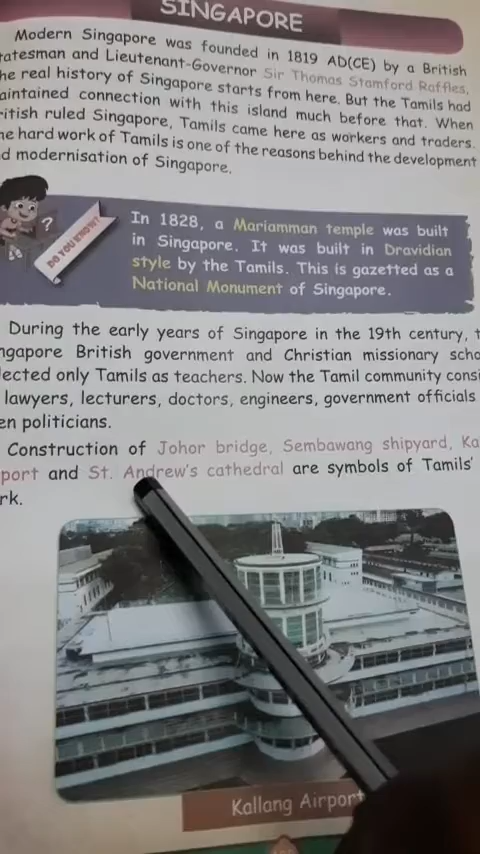 SINGAPORE
Modern Singapore was founded in 1819 AD(CE) by a British
tatesman and Lieutenant-Governor Sir Thomas Stamford Raffles.
he real history of Singapore starts from here. But the Tamils had
aintained connection with this island much before that. When
ritish ruled Singapore, Tamils came here as workers and traders.
he hard work of Tamils is one of the reasons behind the development
d modernisation of Singapore.
DO YOU KNOW?
?
In 1828, a Mariamman temple was built
in Singapore. It was built in Dravidian
style by the Tamils. This is gazetted as a
National Monument of Singapore.
During the early years of Singapore in the 19th century, t
ngapore British government and Christian missionary scho
lected only Tamils as teachers. Now the Tamil community consi
lawyers, lecturers, doctors, engineers, government officials
en politicians.
Construction of Johor bridge, Sembawang shipyard, Ka
port and St. Andrew's cathedral are symbols of Tamils'
rk.
Kallang Airport